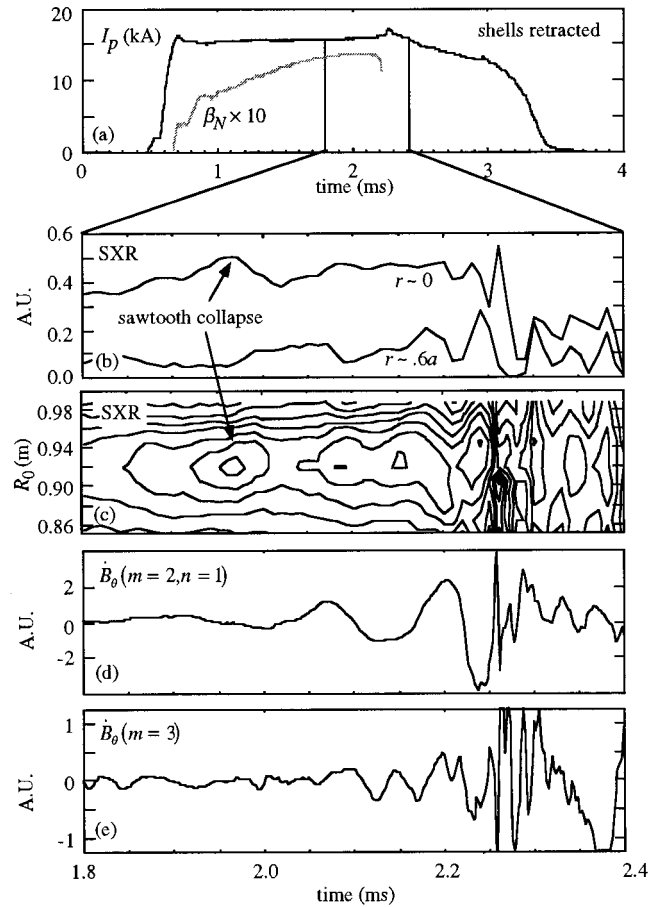 20
I_p (kA)
shells retracted
10
β_N × 10
(a)
0
0 1 2 3 4
time (ms)
0.6
SXR
0.4
r ~ 0
A.U.
sawtooth collapse
0.2
r ~ .6a
0.0
(b)
SXR
0.98
0.94
R_0 (m)
0.90
0.86
(c)
Ḃ_θ(m = 2, n = 1)
2
A.U.
0
-2
(d)
1
Ḃ_θ(m = 3)
A.U.
0
-1
(e)
1.8 2.0 2.2 2.4
time (ms)